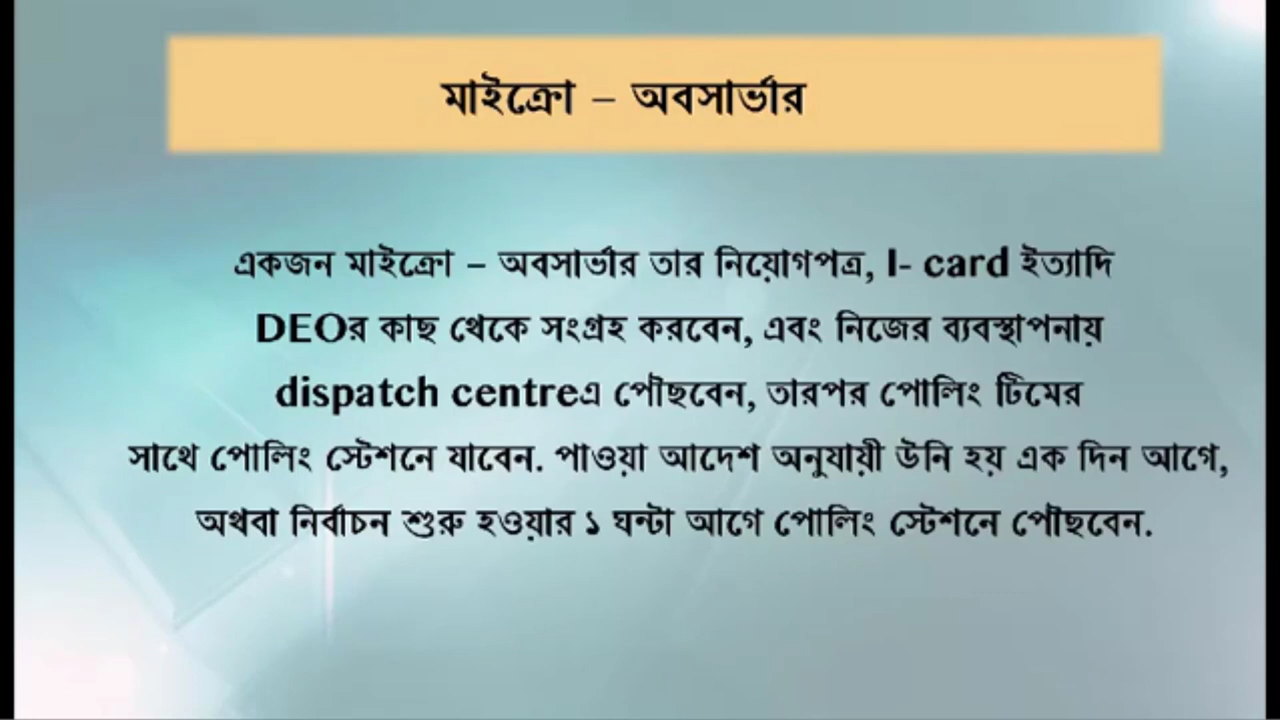 মাইক্রো – অবসার্ভার
একজন মাইক্রো – অবসার্ভার তার নিয়োগপত্র, I- card ইত্যাদি
DEOর কাছ থেকে সংগ্রহ করবেন, এবং নিজের ব্যবস্থাপনায়
dispatch centreএ পৌছবেন, তারপর পোলিং টিমের
সাথে পোলিং স্টেশনে যাবেন. পাওয়া আদেশ অনুযায়ী উনি হয় এক দিন আগে,
অথবা নির্বাচন শুরু হওয়ার ১ ঘন্টা আগে পোলিং স্টেশনে পৌছবেন.